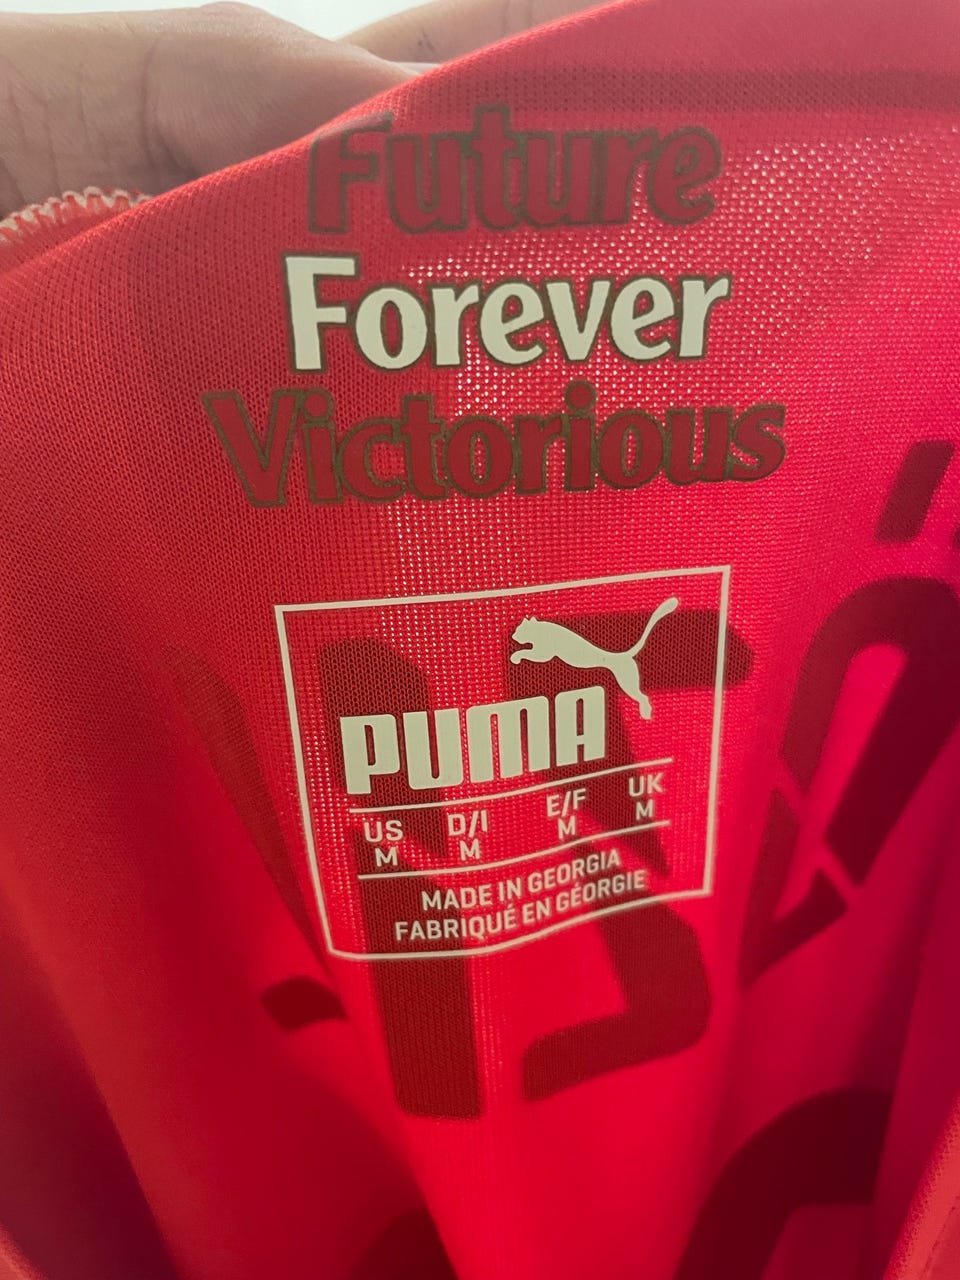 Future
Forever
Victorious
PUMA
US D/I E/F UK
M M M M
MADE IN GEORGIA
FABRIQUÉ EN GÉORGIE